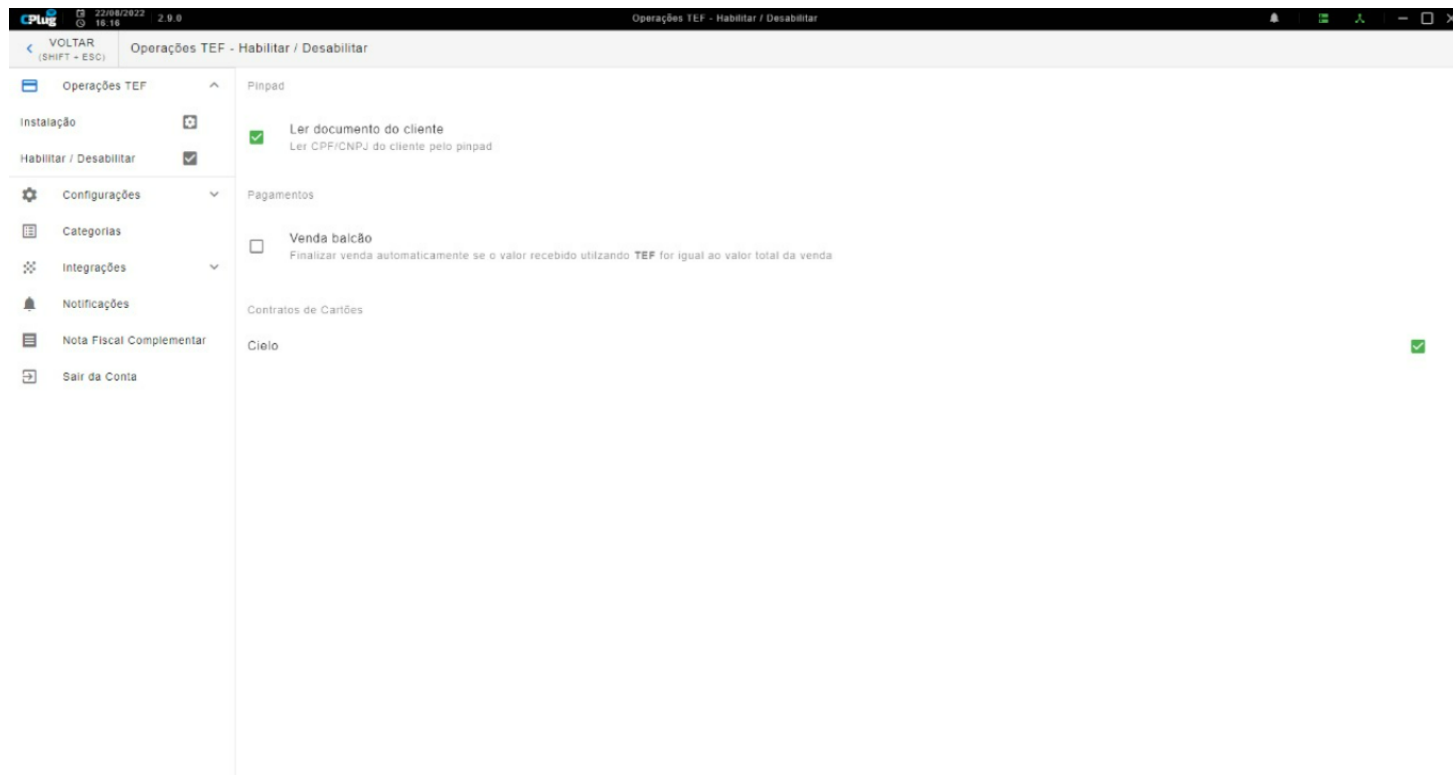 CPlug 22/08/2022 16:16 2.9.0 Operações TEF - Habilitar / Desabilitar
VOLTAR
(SHIFT + ESC)
Operações TEF - Habilitar / Desabilitar
Operações TEF
Instalação
Habilitar / Desabilitar
Configurações
Categorias
Integrações
Notificações
Nota Fiscal Complementar
Sair da Conta
Pinpad
Ler documento do cliente
Ler CPF/CNPJ do cliente pelo pinpad
Pagamentos
Venda balcão
Finalizar venda automaticamente se o valor recebido utilzando TEF for igual ao valor total da venda
Contratos de Cartões
Cielo